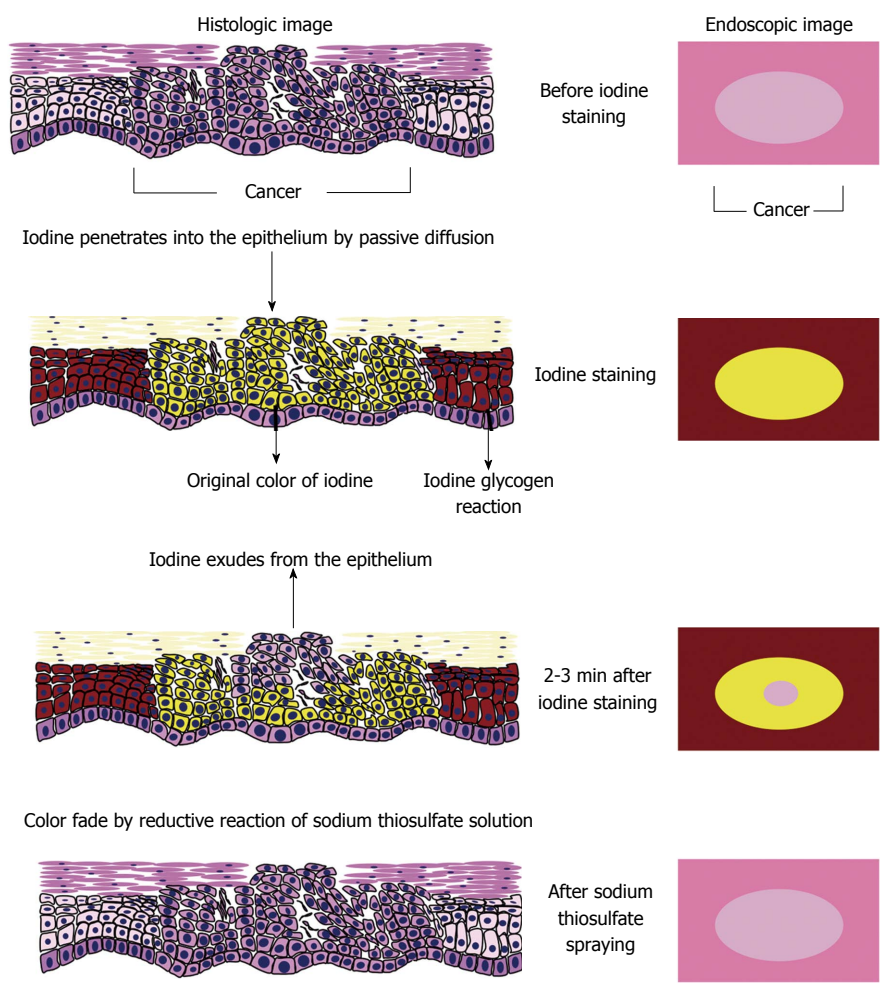 Histologic image
Endoscopic image
Before iodine
staining
Cancer
Cancer
Iodine penetrates into the epithelium by passive diffusion
Iodine staining
Original color of iodine
Iodine glycogen
reaction
Iodine exudes from the epithelium
2-3 min after
iodine staining
Color fade by reductive reaction of sodium thiosulfate solution
After sodium
thiosulfate
spraying